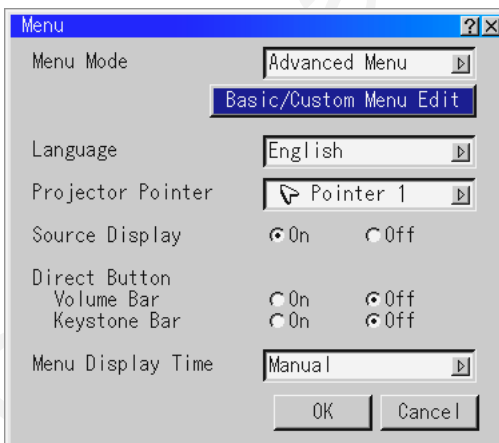 Menu
Menu Mode Advanced Menu
Basic/Custom Menu Edit
Language English
Projector Pointer Pointer 1
Source Display On Off
Direct Button
Volume Bar On Off
Keystone Bar On Off
Menu Display Time Manual
OK Cancel